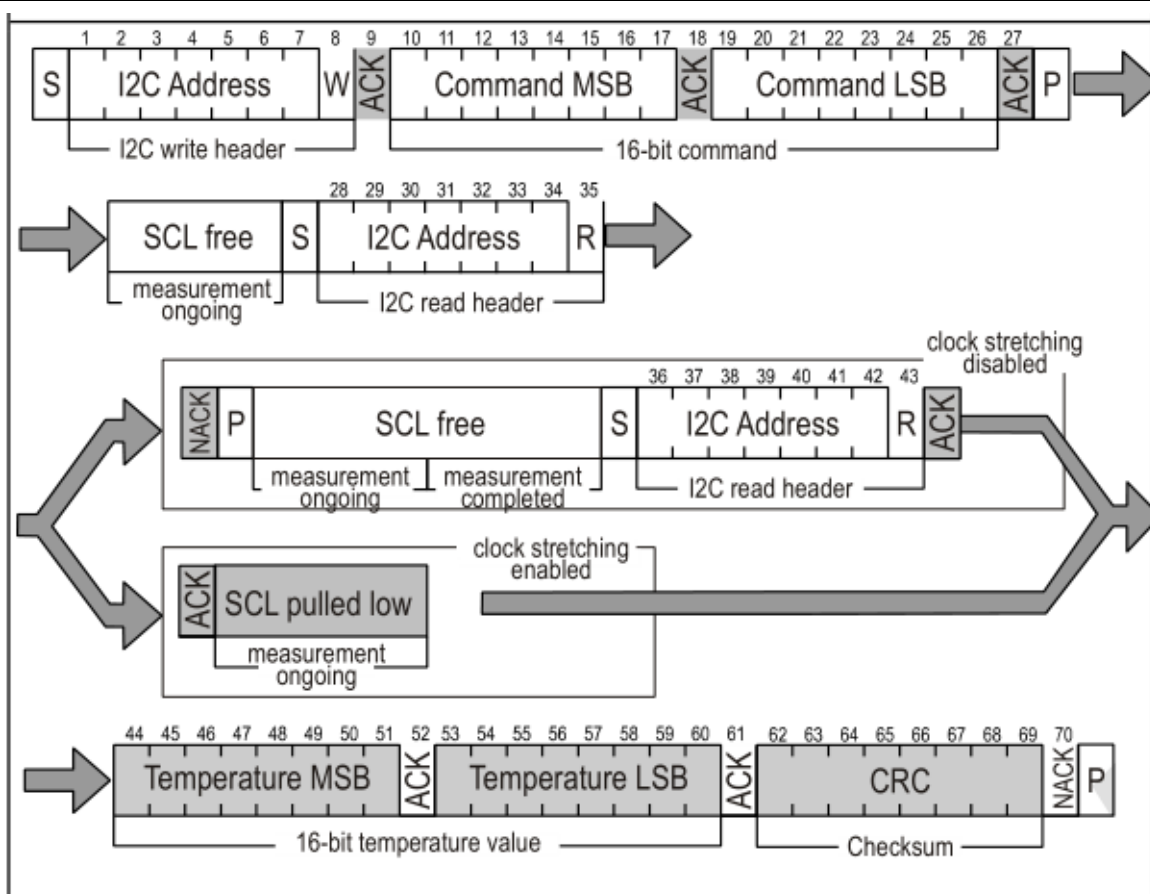 1 2 3 4 5 6 7 8 9 10 11 12 13 14 15 16 17 18 19 20 21 22 23 24 25 26 27
S I2C Address W ACK Command MSB ACK Command LSB ACK P
I2C write header 16-bit command
28 29 30 31 32 33 34 35
SCL free S I2C Address R
measurement
ongoing
I2C read header
clock stretching
disabled
36 37 38 39 40 41 42 43
NACK P SCL free S I2C Address R ACK
measurement
ongoing
measurement
completed
I2C read header
clock stretching
enabled
ACK SCL pulled low
measurement
ongoing
44 45 46 47 48 49 50 51 52 53 54 55 56 57 58 59 60 61 62 63 64 65 66 67 68 69 70
Temperature MSB ACK Temperature LSB ACK CRC NACK P
16-bit temperature value Checksum